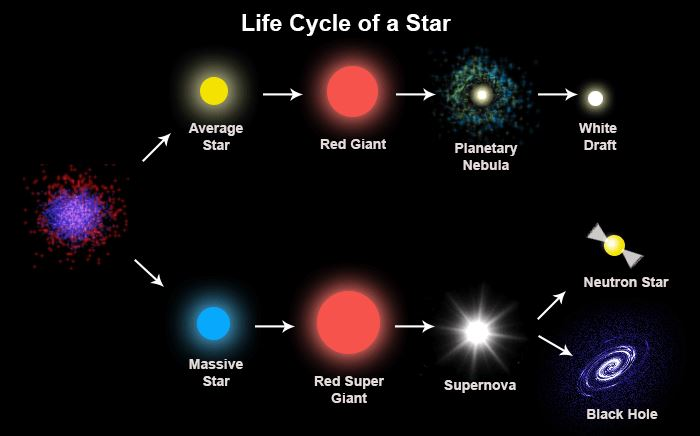 Life Cycle of a Star
Average
Star
Red Giant
Planetary
Nebula
White
Draft
Massive
Star
Red Super
Giant
Supernova
Neutron Star
Black Hole